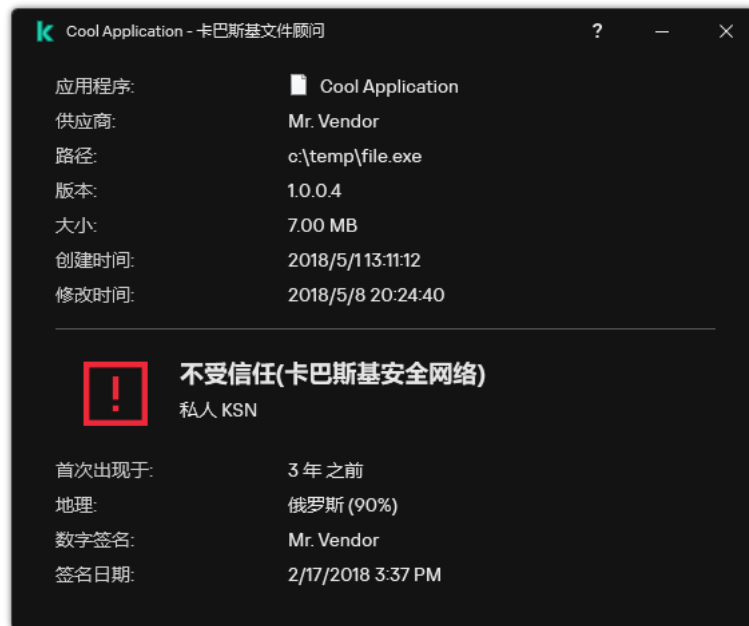 Cool Application - 卡巴斯基文件顾问
应用程序: Cool Application
供应商: Mr. Vendor
路径: c:\temp\file.exe
版本: 1.0.0.4
大小: 7.00 MB
创建时间: 2018/5/1 13:11:12
修改时间: 2018/5/8 20:24:40
不受信任(卡巴斯基安全网络)
私人 KSN
首次出现于: 3 年 之前
地理: 俄罗斯 (90%)
数字签名: Mr. Vendor
签名日期: 2/17/2018 3:37 PM